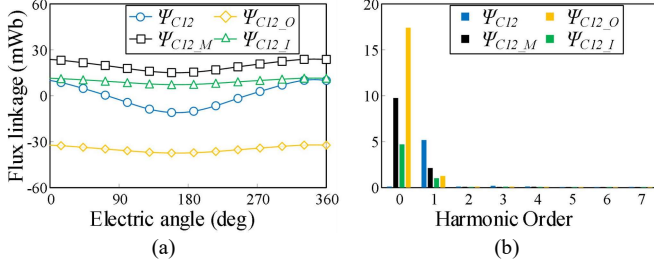 Flux linkage (mWb)
60
30
0
-30
-60
Ψ_C12
Ψ_C12_O
Ψ_C12_M
Ψ_C12_I
0 90 180 270 360
Electric angle (deg)
(a)
20
15
10
5
0
Ψ_C12
Ψ_C12_O
Ψ_C12_M
Ψ_C12_I
0 1 2 3 4 5 6 7
Harmonic Order
(b)